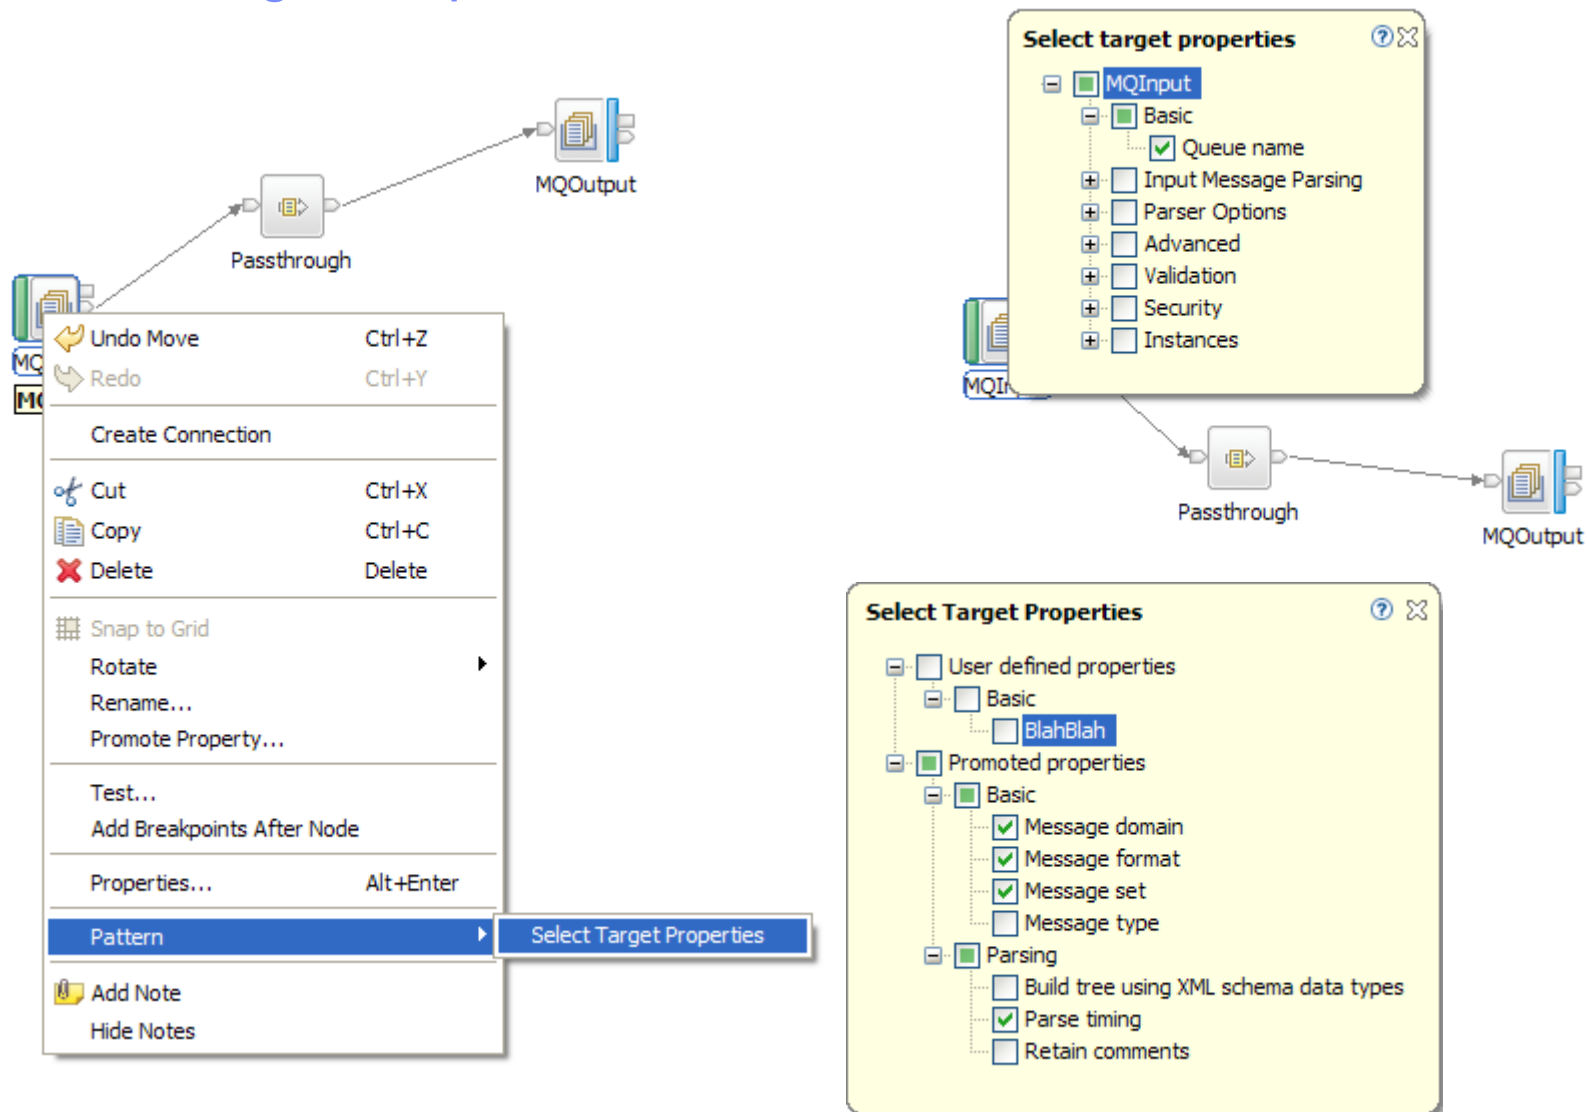 MQOutput
Passthrough
Undo Move Ctrl+Z
Redo Ctrl+Y
Create Connection
Cut Ctrl+X
Copy Ctrl+C
Delete Delete
Snap to Grid
Rotate
Rename...
Promote Property...
Test...
Add Breakpoints After Node
Properties... Alt+Enter
Pattern
Select Target Properties
Add Note
Hide Notes
Select target properties
MQInput
Basic
Queue name
Input Message Parsing
Parser Options
Advanced
Validation
Security
Instances
Passthrough
MQOutput
Select Target Properties
User defined properties
Basic
BlahBlah
Promoted properties
Basic
Message domain
Message format
Message set
Message type
Parsing
Build tree using XML schema data types
Parse timing
Retain comments